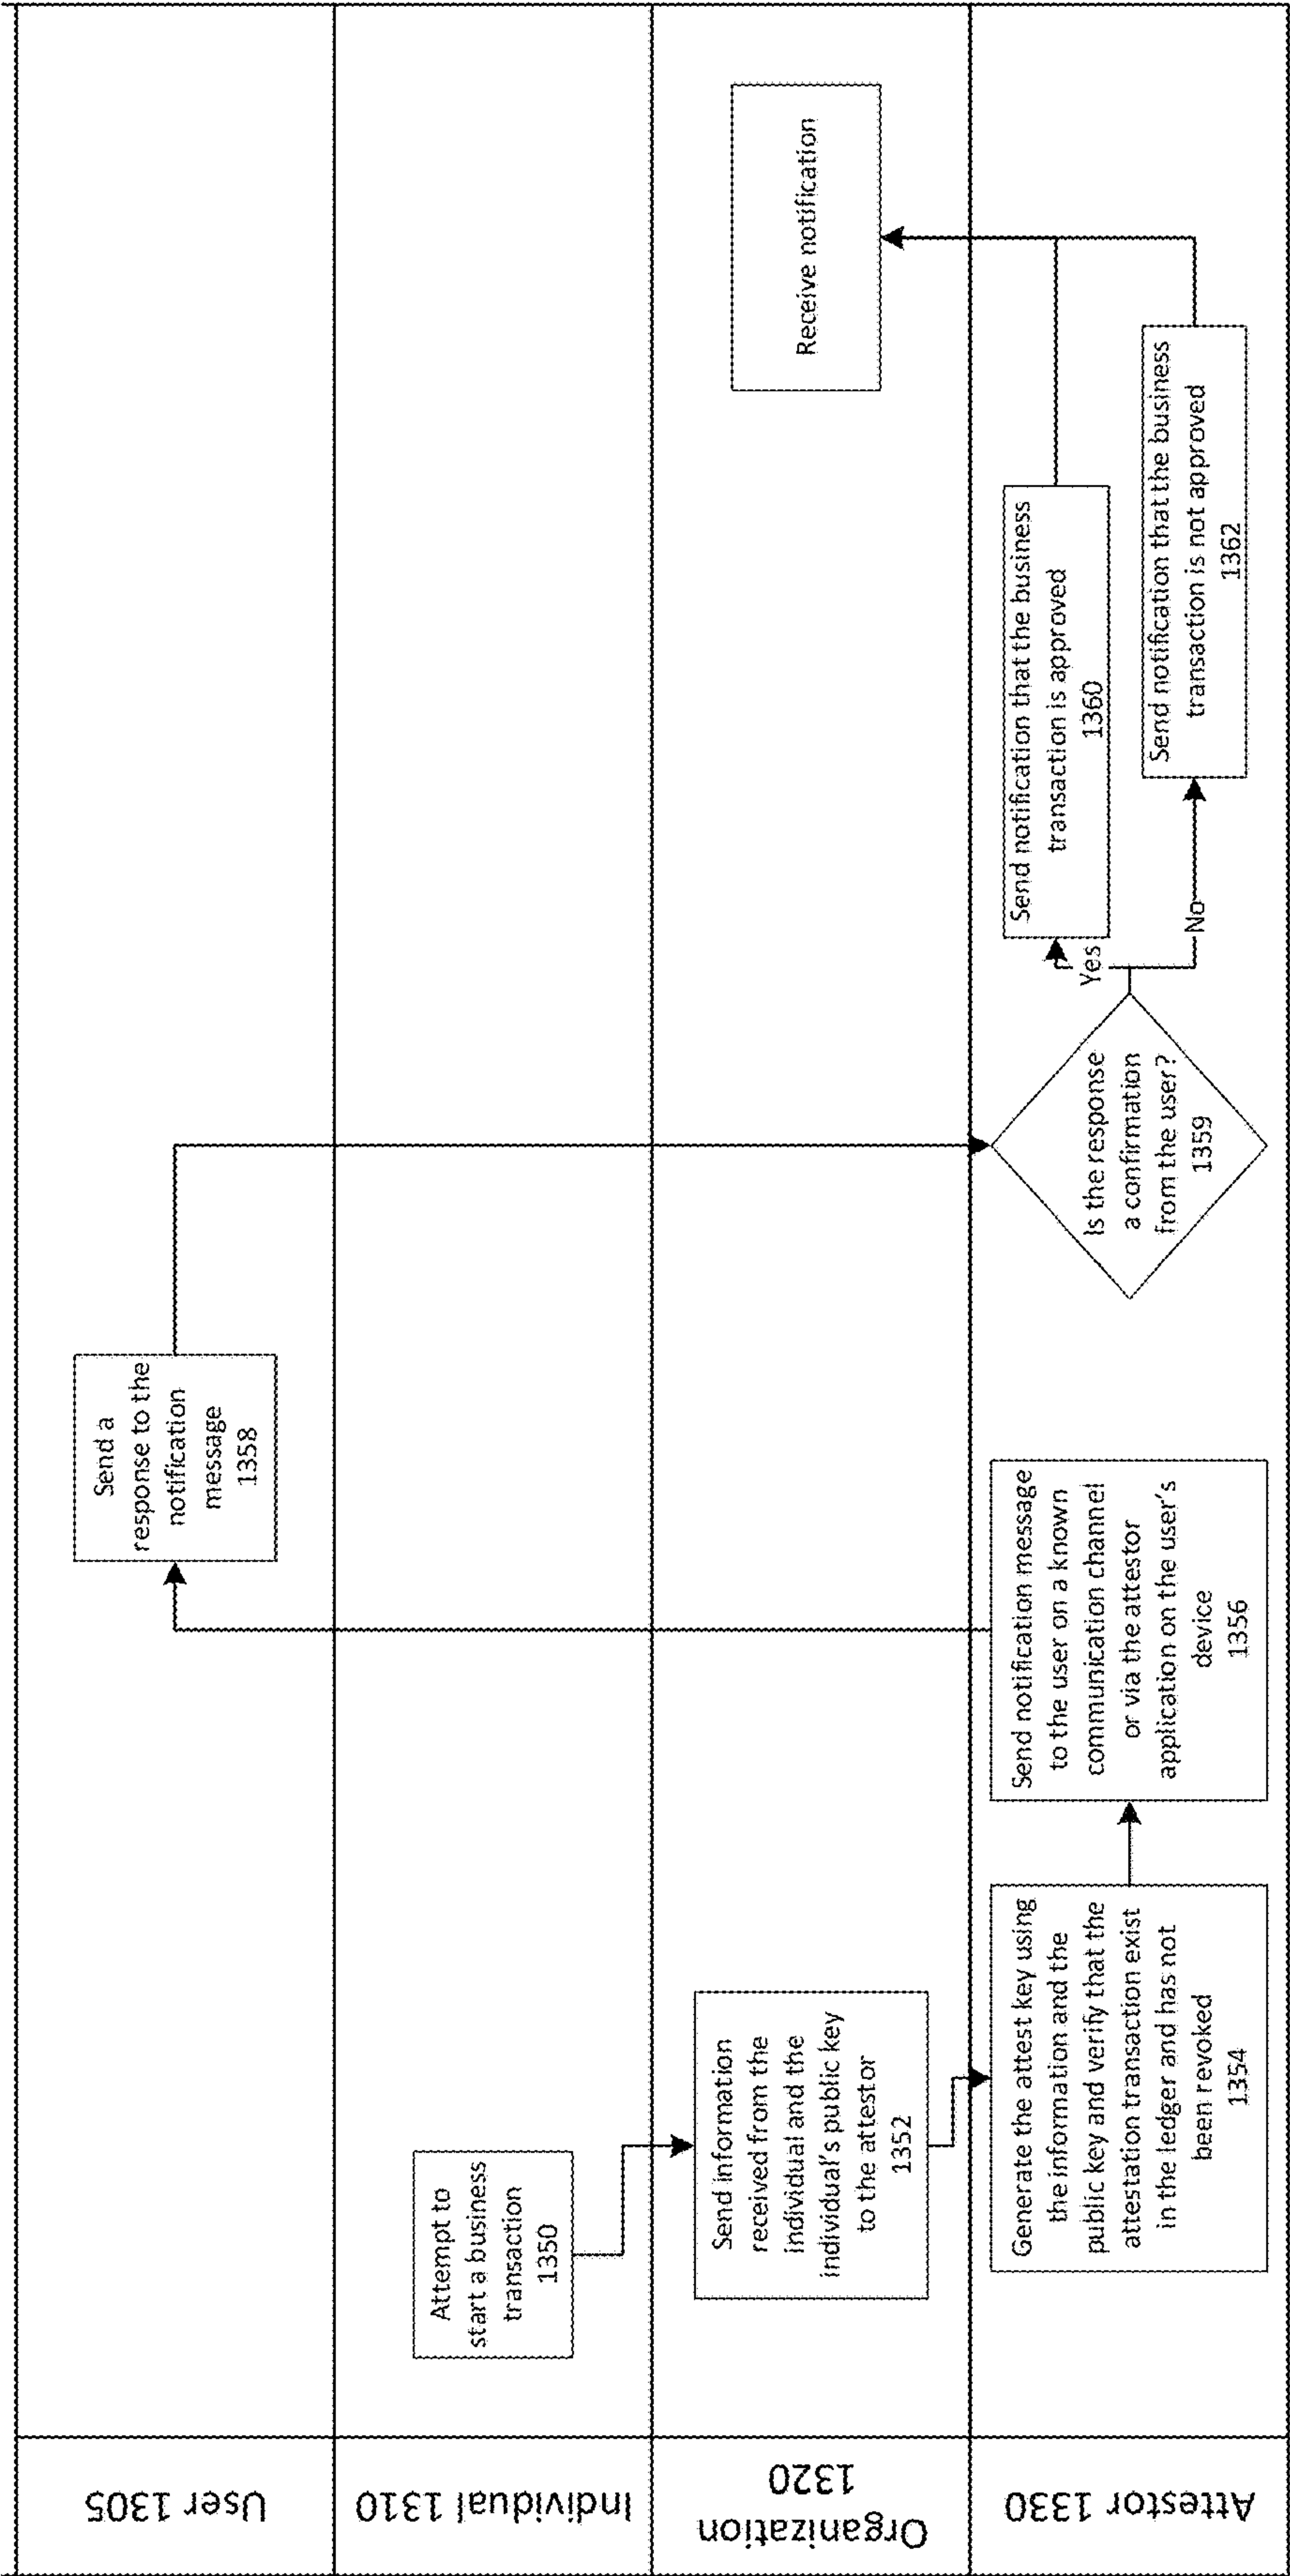 User 1305
Individual 1310
Organization
1320
Attestor 1330
Attempt to
start a business
transaction
1350
Send information
received from the
individual and the
individual's public key
to the attestor
1352
Generate the attest key using
the information and the
public key and verify that the
attestation transaction exist
in the ledger and has not
been revoked
1354
Send notification message
to the user on a known
communication channel
or via the attestor
application on the user's
device
1356
Send a
response to the
notification
message
1358
Is the response
a confirmation
from the user?
1359
Yes
No
Send notification that the business
transaction is approved
1360
Send notification that the business
transaction is not approved
1362
Receive notification